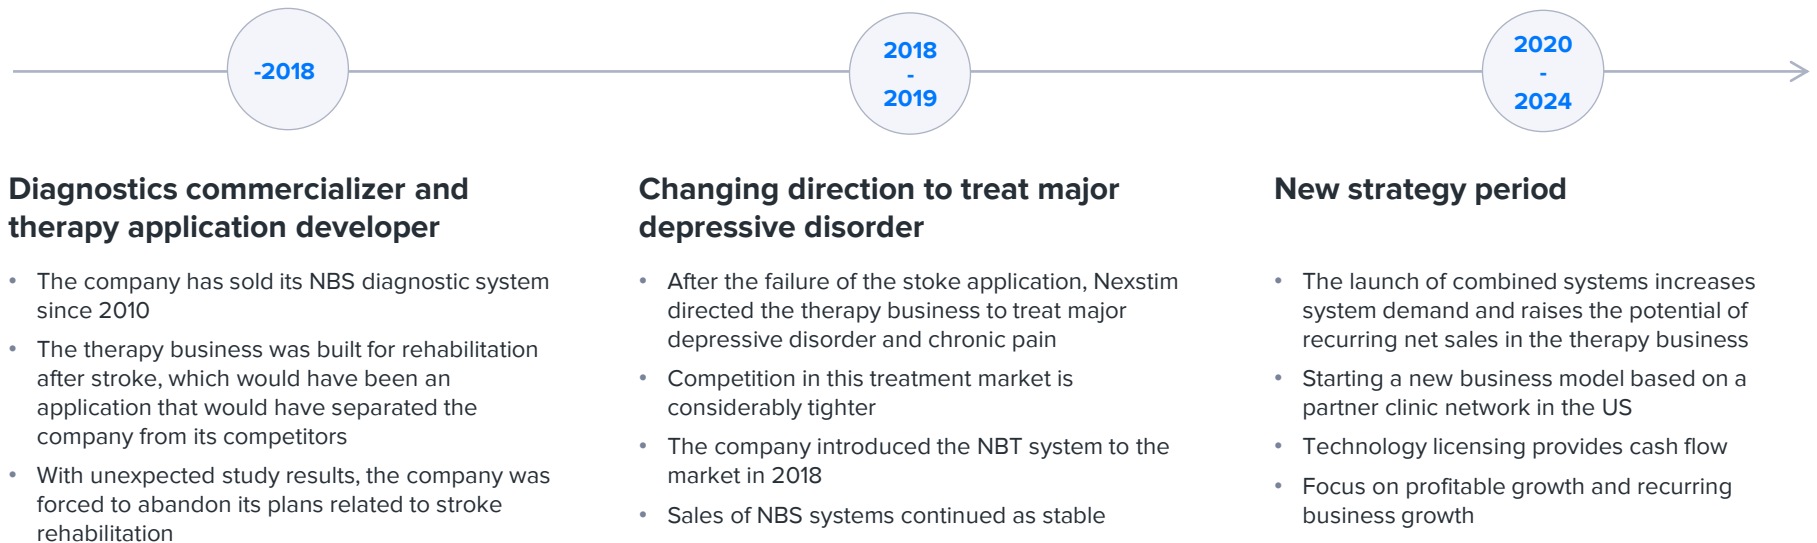 -2018
2018
-
2019
2020
-
2024
Diagnostics commercializer and
therapy application developer
• The company has sold its NBS diagnostic system
since 2010
• The therapy business was built for rehabilitation
after stroke, which would have been an
application that would have separated the
company from its competitors
• With unexpected study results, the company was
forced to abandon its plans related to stroke
rehabilitation
Changing direction to treat major
depressive disorder
• After the failure of the stoke application, Nexstim
directed the therapy business to treat major
depressive disorder and chronic pain
• Competition in this treatment market is
considerably tighter
• The company introduced the NBT system to the
market in 2018
• Sales of NBS systems continued as stable
New strategy period
• The launch of combined systems increases
system demand and raises the potential of
recurring net sales in the therapy business
• Starting a new business model based on a
partner clinic network in the US
• Technology licensing provides cash flow
• Focus on profitable growth and recurring
business growth